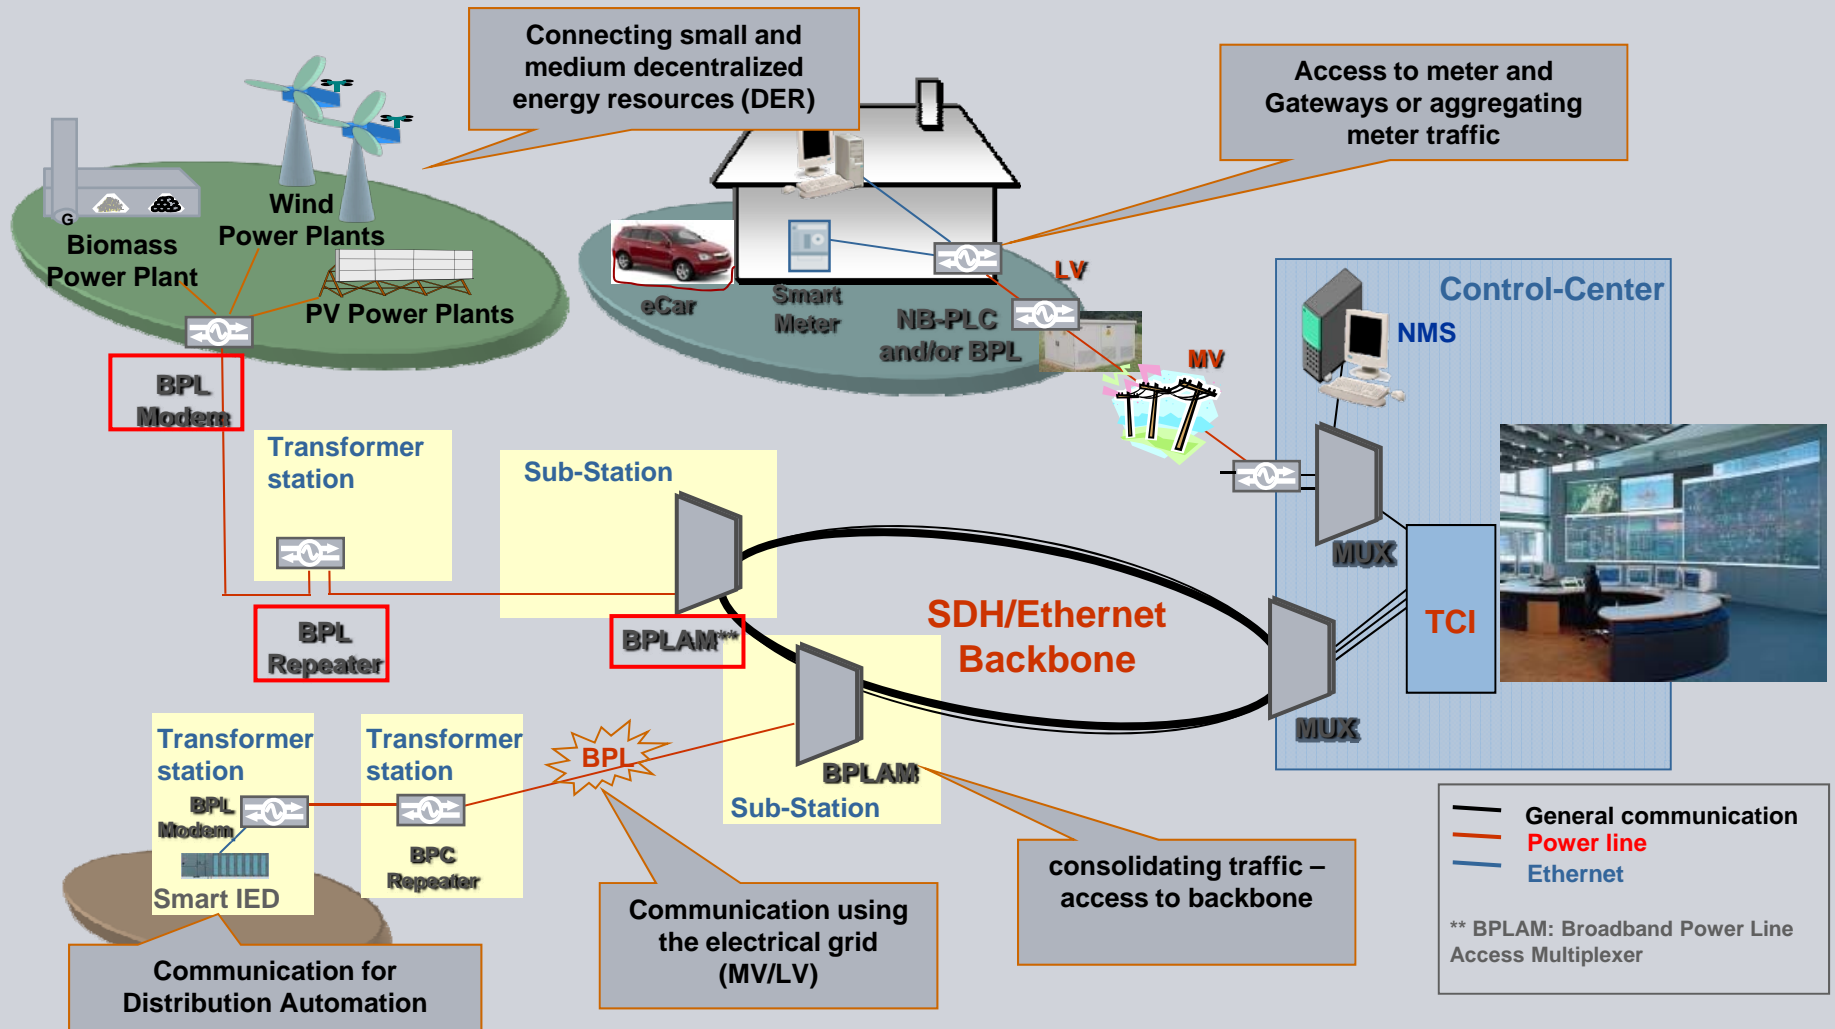 Connecting small and
medium decentralized
energy resources (DER)
Access to meter and
Gateways or aggregating
meter traffic
G
Wind
Power Plants
Biomass
Power Plant
PV Power Plants
eCar
Smart
Meter
NB-PLC
and/or BPL
LV
MV
Control-Center
NMS
BPL
Modem
Transformer
station
Sub-Station
MUX
BPL
Repeater
BPLAM**
SDH/Ethernet
Backbone
TCI
MUX
Transformer
station
Transformer
station
BPL
BPLAM
Sub-Station
BPL
Modem
BPC
Repeater
Smart IED
General communication
Power line
Ethernet
** BPLAM: Broadband Power Line
Access Multiplexer
consolidating traffic –
access to backbone
Communication using
the electrical grid
(MV/LV)
Communication for
Distribution Automation